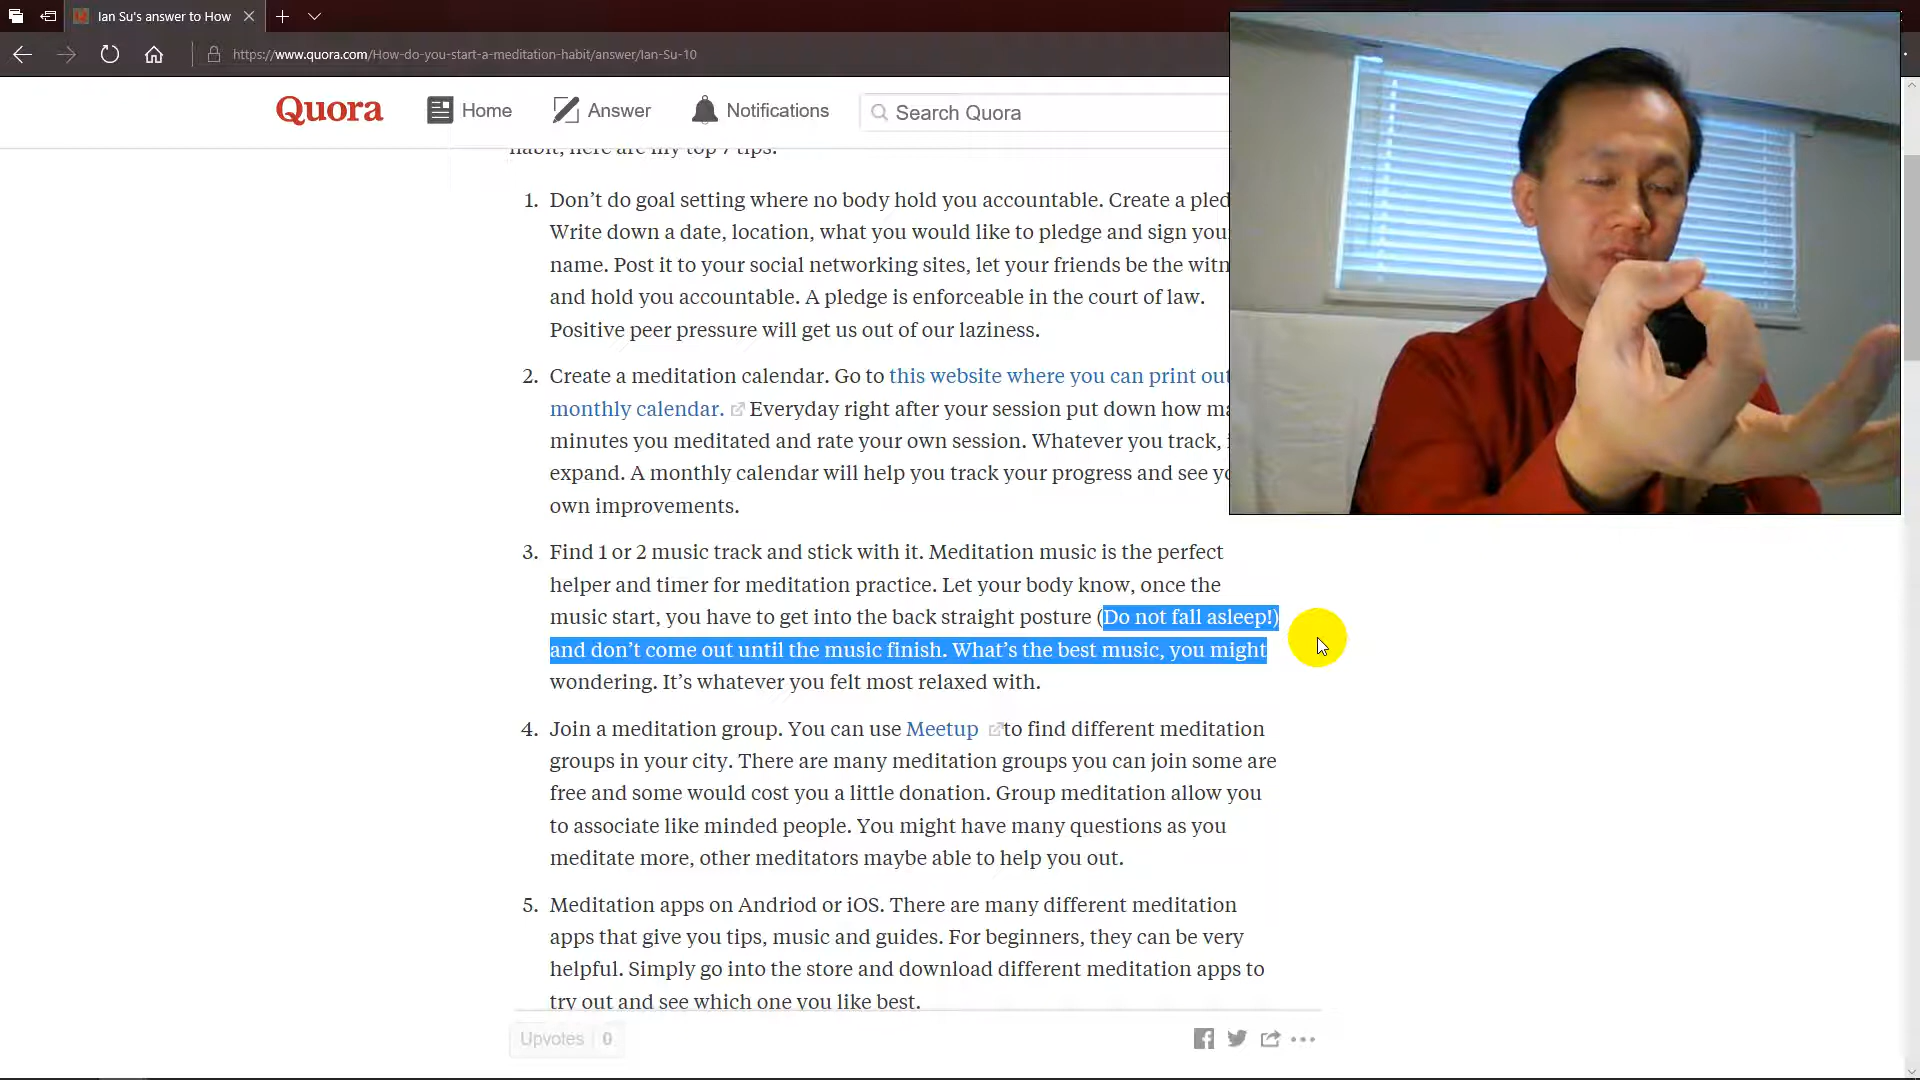 Ian Su's answer to How
https://www.quora.com/How-do-you-start-a-meditation-habit/answer/Ian-Su-10
Quora Home Answer Notifications Search Quora
habit, here are my top 7 tips.
1. Don’t do goal setting where no body hold you accountable. Create a
Write down a date, location, what you would like to pledge and sign
name. Post it to your social networking sites, let your friends be the
and hold you accountable. A pledge is enforceable in the court of law.
Positive peer pressure will get us out of our laziness.
2. Create a meditation calendar. Go to this website where you can print out
monthly calendar. Everyday right after your session put down how
minutes you meditated and rate your own session. Whatever you track,
expand. A monthly calendar will help you track your progress and see
own improvements.
3. Find 1 or 2 music track and stick with it. Meditation music is the perfect
helper and timer for meditation practice. Let your body know, once the
music start, you have to get into the back straight posture (Do not fall asleep!)
and don’t come out until the music finish. What’s the best music, you might
wondering. It’s whatever you felt most relaxed with.
4. Join a meditation group. You can use Meetup to find different meditation
groups in your city. There are many meditation groups you can join some are
free and some would cost you a little donation. Group meditation allow you
to associate like minded people. You might have many questions as you
meditate more, other meditators maybe able to help you out.
5. Meditation apps on Andriod or iOS. There are many different meditation
apps that give you tips, music and guides. For beginners, they can be very
helpful. Simply go into the store and download different meditation apps to
try out and see which one you like best.
Upvotes 0